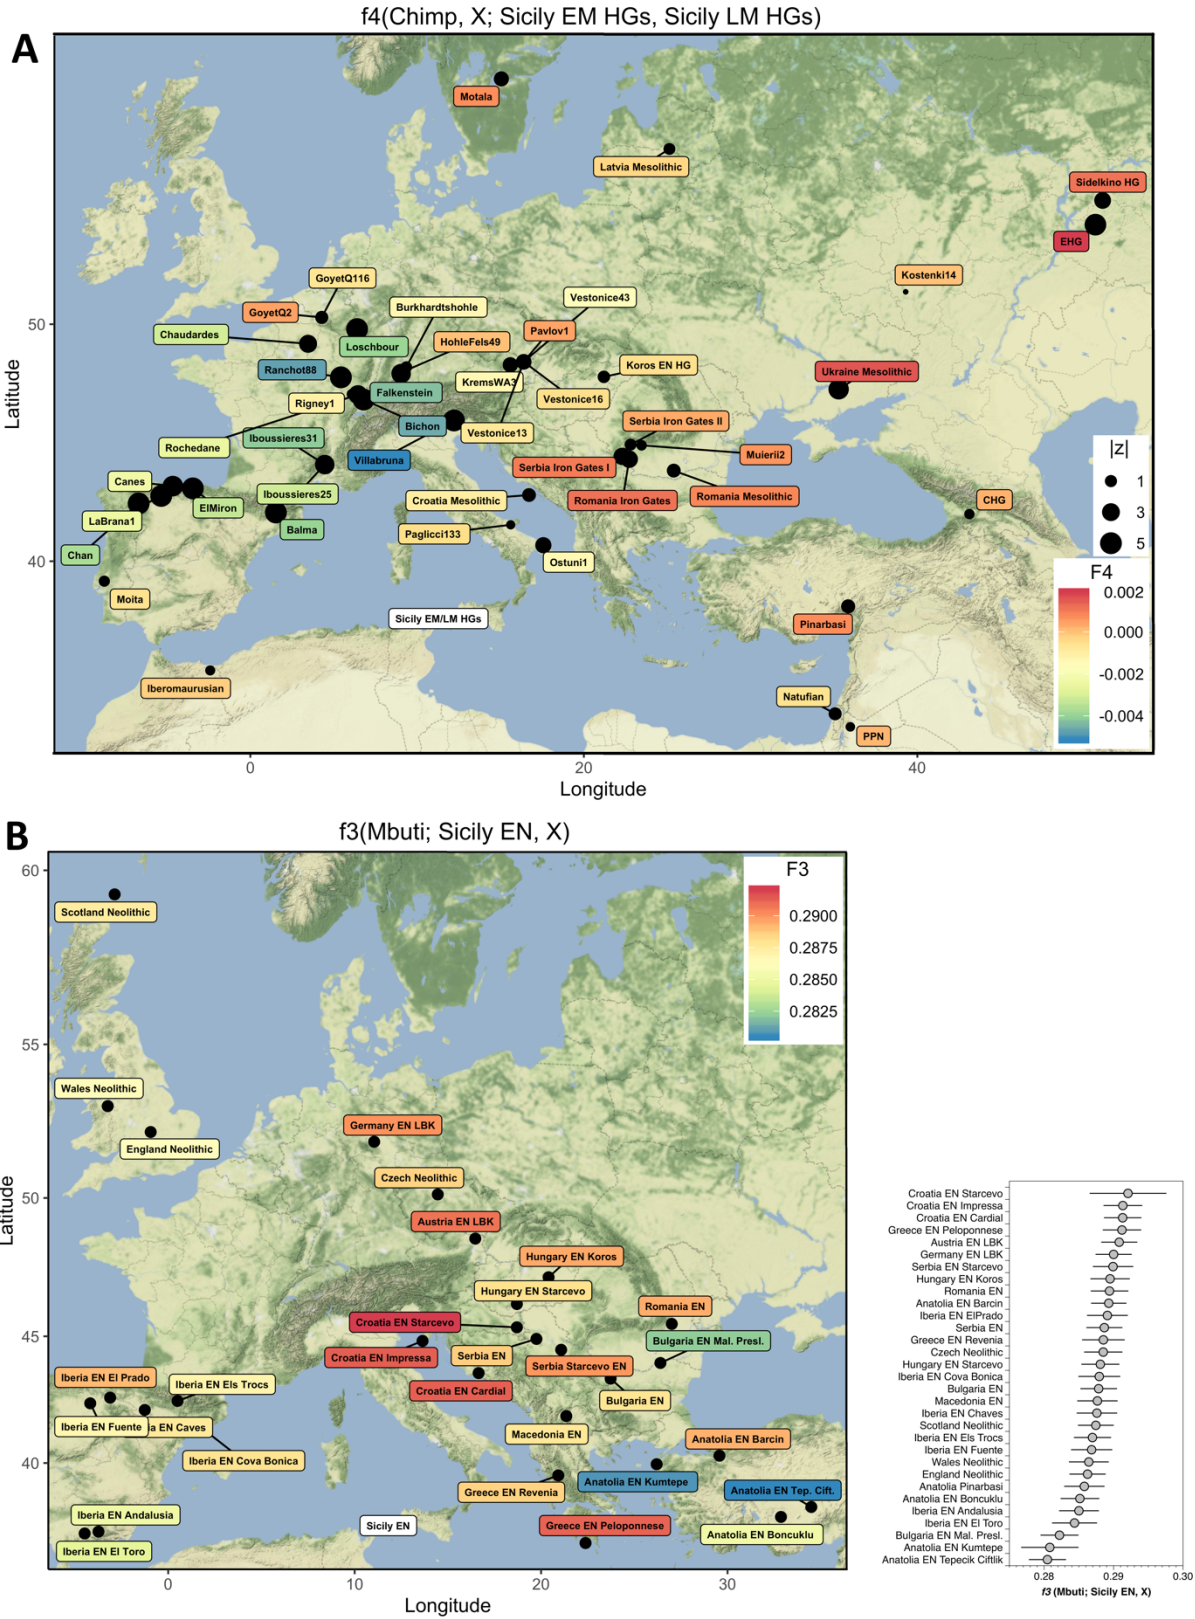 f4(Chimp, X; Sicily EM HGs, Sicily LM HGs)
A
Motala
Latvia Mesolithic
Sidelkino HG
EHG
Kostenki14
GoyetQ116
GoyetQ2
Burkhardtshohle
Vestonice43
Chaudardes
Loschbour
HohleFels49
Pavlov1
Ranchot88
KremsWA3
Koros EN HG
Ukraine Mesolithic
Falkenstein
Vestonice16
Rigney1
Bichon
Vestonice13
Serbia Iron Gates II
Rochedane
Iboussieres31
Villabruna
Serbia Iron Gates I
Muierii2
Canes
ElMiron
Iboussieres25
Croatia Mesolithic
Romania Iron Gates
Romania Mesolithic
CHG
LaBrana1
Balma
Paglicci133
Chan
Ostuni1
Moita
Sicily EM/LM HGs
Pinarbasi
Iberomaurusian
Natufian
PPN
|z|
1
3
5
F4
0.002
0.000
-0.002
-0.004
50
40
Latitude
0
20
40
Longitude
B
f3(Mbuti; Sicily EN, X)
F3
0.2900
0.2875
0.2850
0.2825
Scotland Neolithic
Wales Neolithic
England Neolithic
Germany EN LBK
Czech Neolithic
Austria EN LBK
Hungary EN Koros
Hungary EN Starcevo
Romania EN
Croatia EN Starcevo
Bulgaria EN Mal. Presl.
Croatia EN Impressa
Serbia EN
Serbia Starcevo EN
Croatia EN Cardial
Bulgaria EN
Iberia EN El Prado
Iberia EN Els Trocs
Iberia EN Fuente
ia EN Caves
Iberia EN Cova Bonica
Macedonia EN
Anatolia EN Barcin
Greece EN Revenia
Anatolia EN Kumtepe
Anatolia EN Tep. Cift.
Iberia EN Andalusia
Sicily EN
Greece EN Peloponnese
Anatolia EN Boncuklu
Iberia EN El Toro
60
55
50
45
40
Latitude
0
10
20
30
Longitude
Croatia EN Starcevo
Croatia EN Impressa
Croatia EN Cardial
Greece EN Peloponnese
Austria EN LBK
Germany EN LBK
Serbia EN Starcevo
Hungary EN Koros
Romania EN
Anatolia EN Barcin
Iberia EN ElPrado
Serbia EN
Greece EN Revenia
Czech Neolithic
Hungary EN Starcevo
Iberia EN Cova Bonica
Bulgaria EN
Macedonia EN
Iberia EN Chaves
Scotland Neolithic
Iberia EN Els Trocs
Iberia EN Fuente
Wales Neolithic
England Neolithic
Anatolia Pinarbasi
Anatolia EN Boncuklu
Iberia EN Andalusia
Iberia EN El Toro
Bulgaria EN Mal. Presl.
Anatolia EN Kumtepe
Anatolia EN Tepecik Ciftlik
0.28
0.29
0.30
f3 (Mbuti; Sicily EN, X)